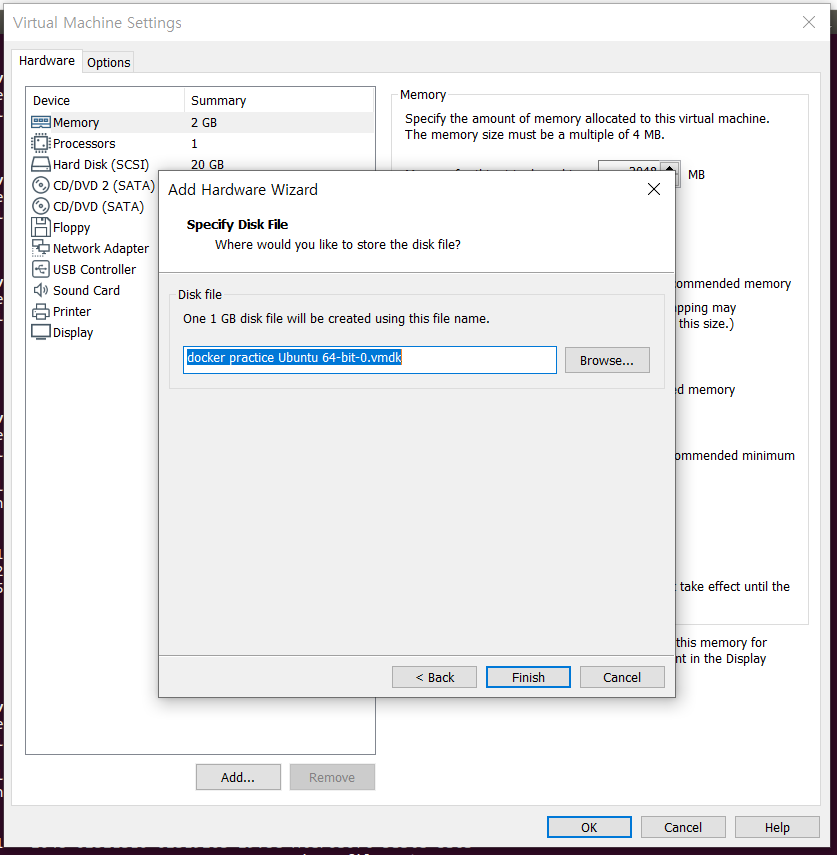 Virtual Machine Settings
Hardware
Options
Device
Summary
Memory
2 GB
Processors
1
Hard Disk (SCSI)
20 GB
CD/DVD 2 (SATA)
CD/DVD (SATA)
Floppy
Network Adapter
USB Controller
Sound Card
Printer
Display
Add...
Remove
Memory
Specify the amount of memory allocated to this virtual machine.
The memory size must be a multiple of 4 MB.
MB
ommended memory
pping may
this size.)
d memory
ommended minimum
take effect until the
this memory for
nt in the Display
Add Hardware Wizard
Specify Disk File
Where would you like to store the disk file?
Disk file
One 1 GB disk file will be created using this file name.
docker practice Ubuntu 64-bit-0.vmdk
Browse...
< Back
Finish
Cancel
OK
Cancel
Help